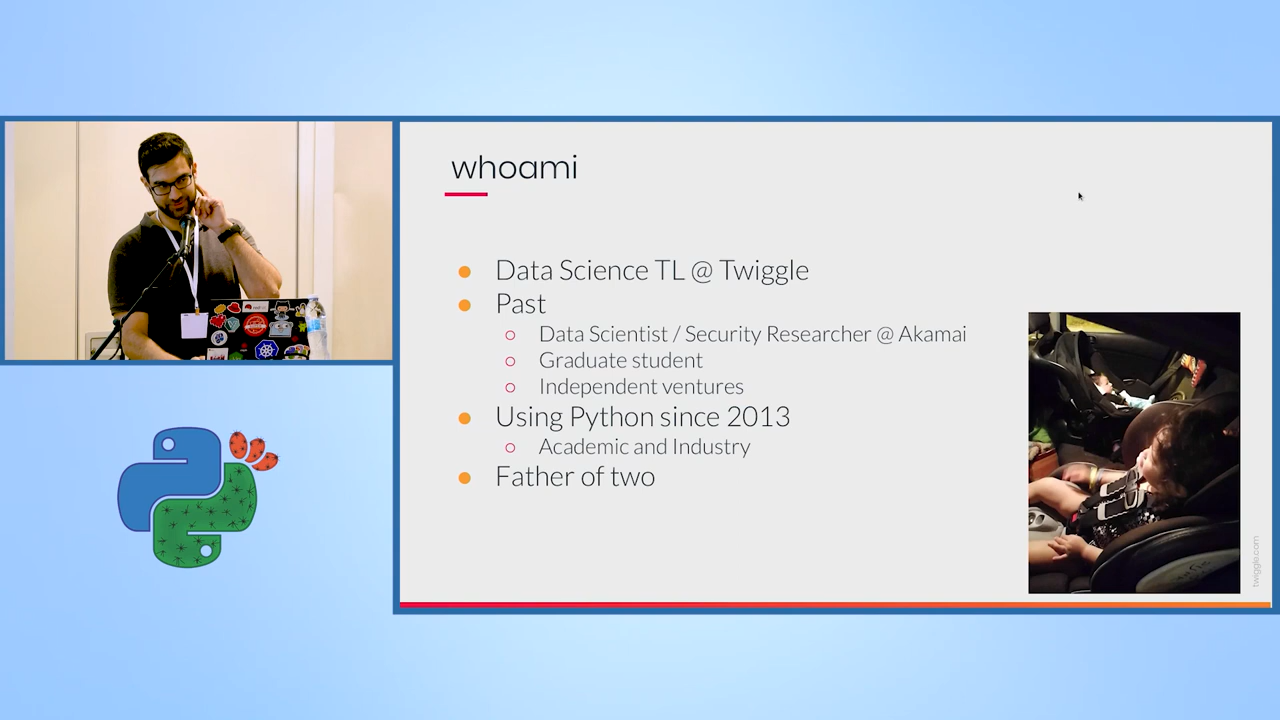 whoami
Data Science TL @ Twiggle
Past
Data Scientist / Security Researcher @ Akamai
Graduate student
Independent ventures
Using Python since 2013
Academic and Industry
Father of two
twiggle.com